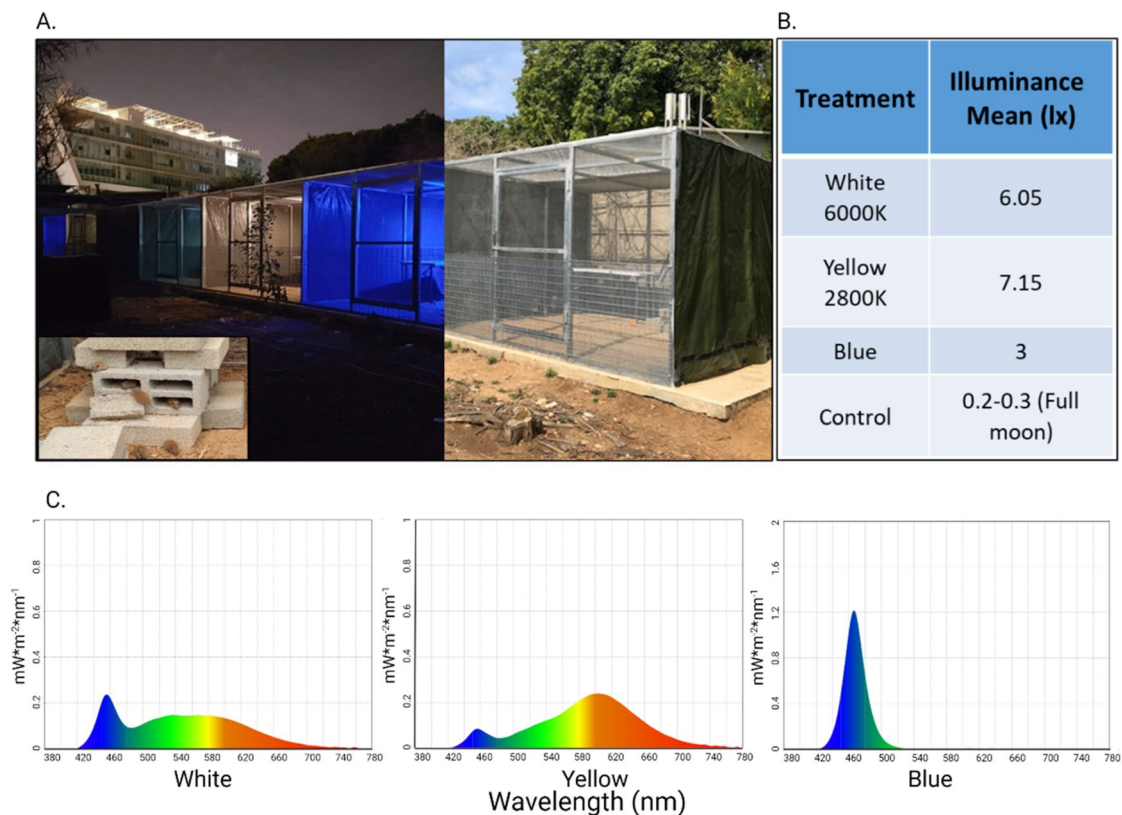 A.
B.
Treatment
Illuminance
Mean (lx)
White
6000K
6.05
Yellow
2800K
7.15
Blue
3
Control
0.2-0.3 (Full
moon)
C.
mW*m⁻²*nm⁻¹
1
0.8
0.6
0.4
0.2
0
380 420 460 500 540 580 620 660 700 740 780
White
mW*m⁻²*nm⁻¹
1
0.8
0.6
0.4
0.2
0
380 420 460 500 540 580 620 660 700 740 780
Yellow
mW*m⁻²*nm⁻¹
2
1.6
1.2
0.8
0.4
0
380 420 460 500 540 580 620 660 700 740 780
Blue
Wavelength (nm)